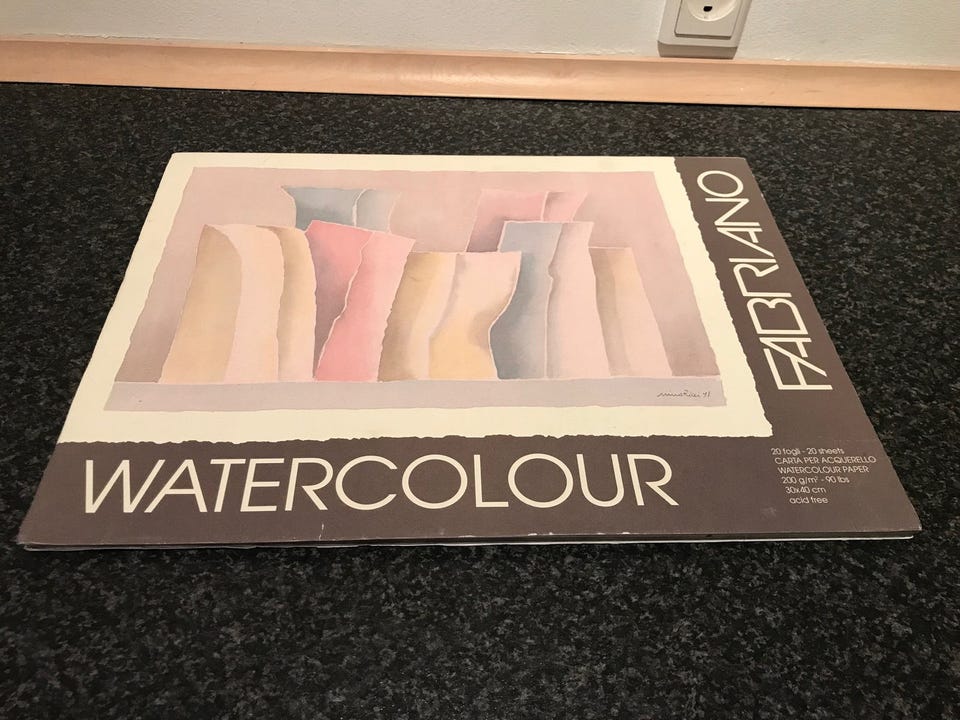 WATERCOLOUR
FABRIANO
20 fogli - 20 sheets
CARTA PER ACQUERELLO
WATERCOLOUR PAPER
200 g/m² - 90 lbs
30x40 cm
acid free